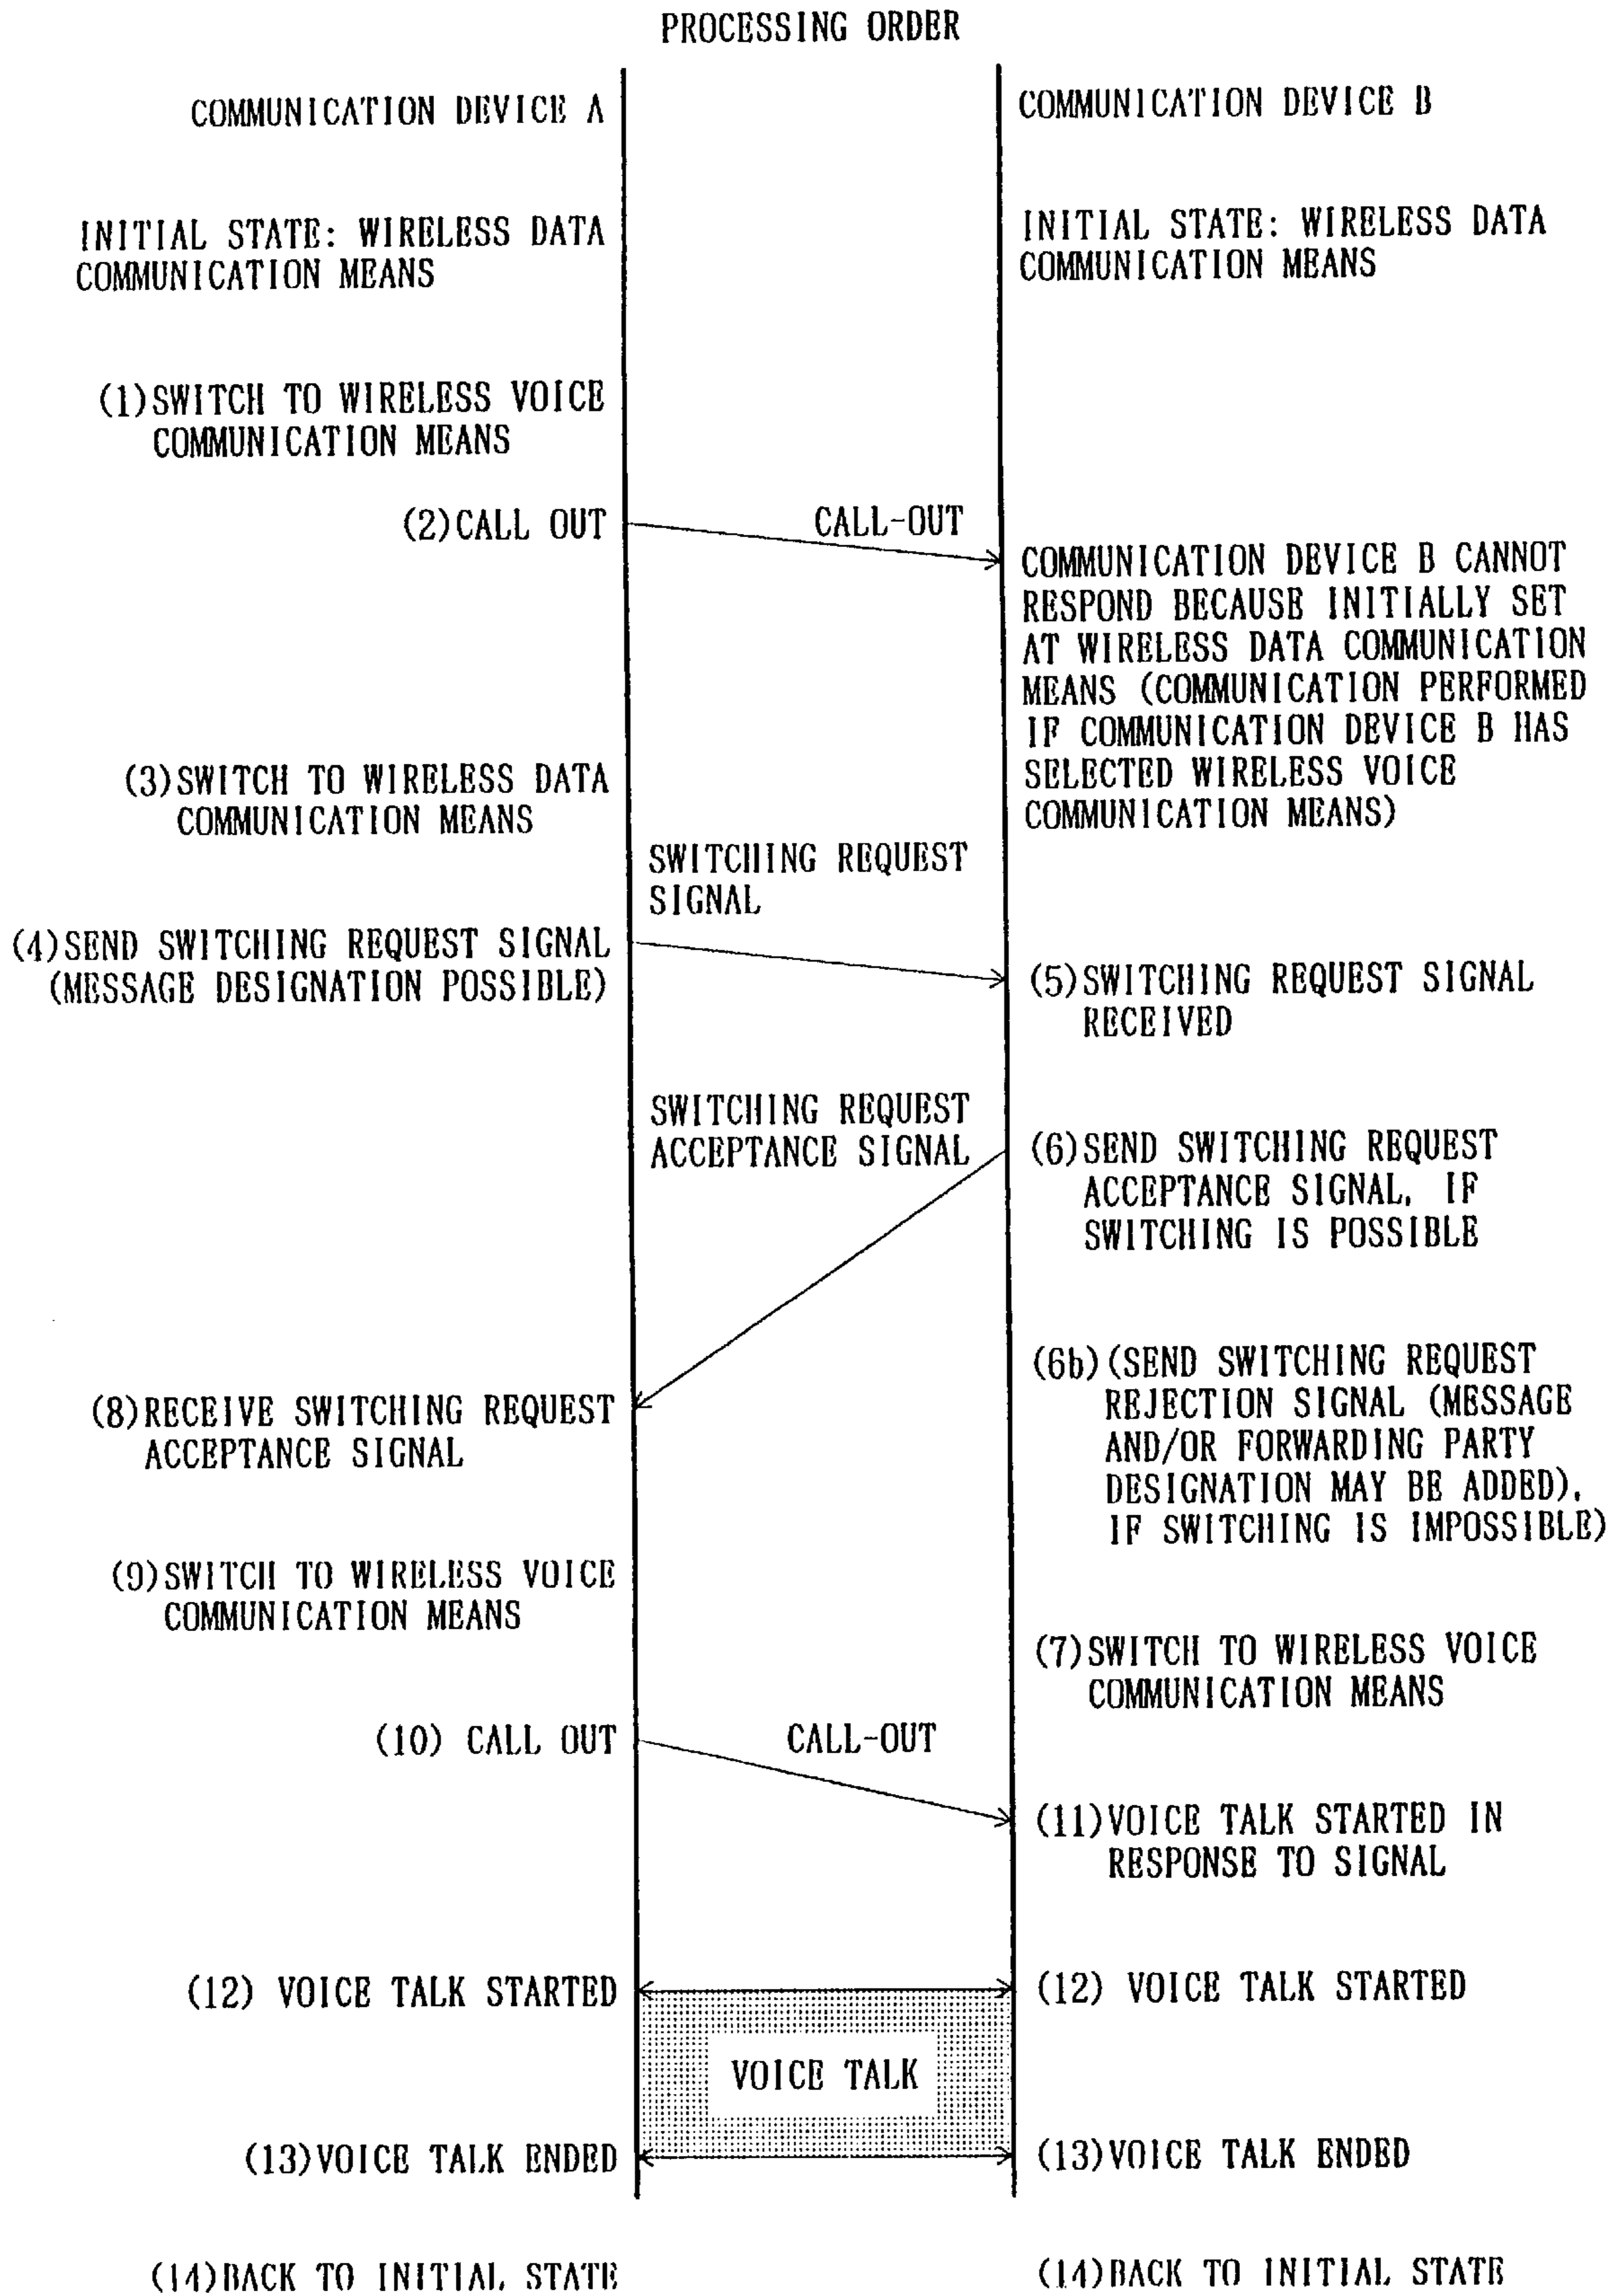 PROCESSING ORDER
COMMUNICATION DEVICE A
COMMUNICATION DEVICE B
INITIAL STATE: WIRELESS DATA
COMMUNICATION MEANS
INITIAL STATE: WIRELESS DATA
COMMUNICATION MEANS
(1)SWITCH TO WIRELESS VOICE
COMMUNICATION MEANS
(2)CALL OUT
CALL-OUT
COMMUNICATION DEVICE B CANNOT
RESPOND BECAUSE INITIALLY SET
AT WIRELESS DATA COMMUNICATION
MEANS (COMMUNICATION PERFORMED
IF COMMUNICATION DEVICE B HAS
SELECTED WIRELESS VOICE
COMMUNICATION MEANS)
(3)SWITCH TO WIRELESS DATA
COMMUNICATION MEANS
SWITCHING REQUEST
SIGNAL
(4)SEND SWITCHING REQUEST SIGNAL
(MESSAGE DESIGNATION POSSIBLE)
(5)SWITCHING REQUEST SIGNAL
RECEIVED
SWITCHING REQUEST
ACCEPTANCE SIGNAL
(6)SEND SWITCHING REQUEST
ACCEPTANCE SIGNAL, IF
SWITCHING IS POSSIBLE
(6b)(SEND SWITCHING REQUEST
REJECTION SIGNAL (MESSAGE
AND/OR FORWARDING PARTY
DESIGNATION MAY BE ADDED),
IF SWITCHING IS IMPOSSIBLE)
(8)RECEIVE SWITCHING REQUEST
ACCEPTANCE SIGNAL
(9)SWITCH TO WIRELESS VOICE
COMMUNICATION MEANS
(7)SWITCH TO WIRELESS VOICE
COMMUNICATION MEANS
(10) CALL OUT
CALL-OUT
(11)VOICE TALK STARTED IN
RESPONSE TO SIGNAL
(12) VOICE TALK STARTED
(12) VOICE TALK STARTED
VOICE TALK
(13)VOICE TALK ENDED
(13)VOICE TALK ENDED
(14)BACK TO INITIAL STATE
(14)BACK TO INITIAL STATE